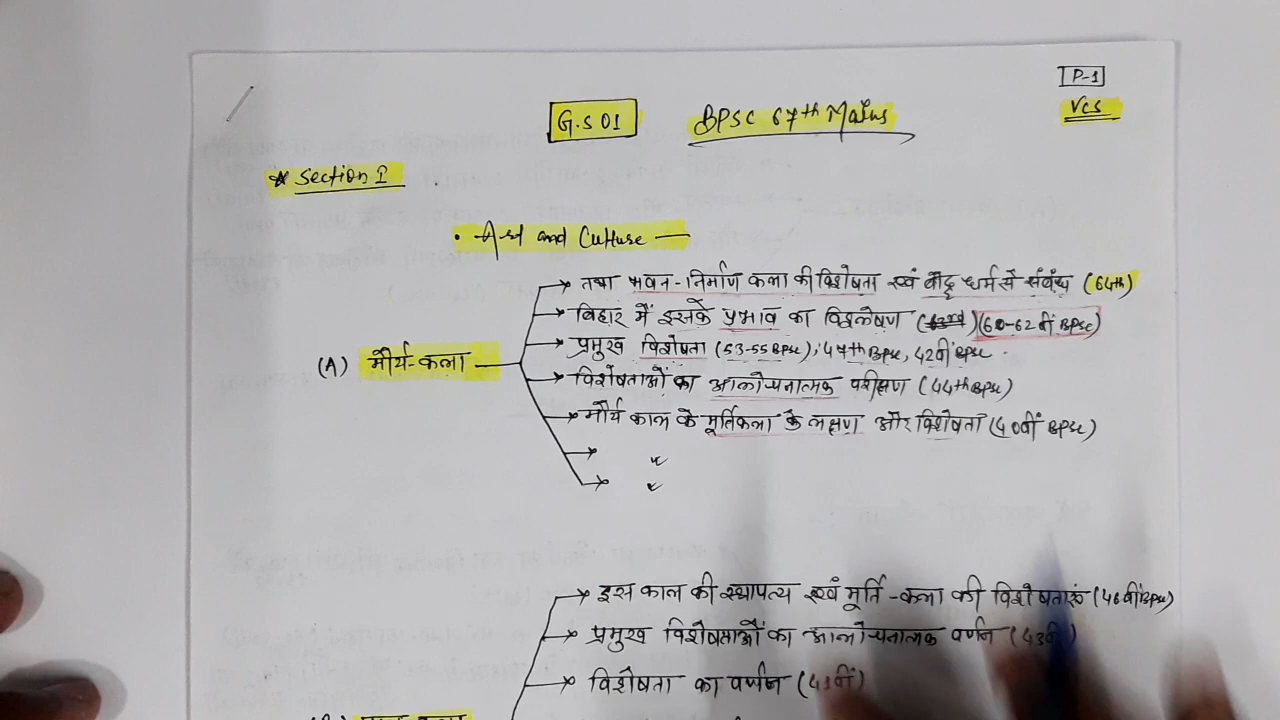 P-1
G.S 01 BPSC 67th Mains VCS
* Section I
• Art and Culture —
→ तथा भवन-निर्माण कला की विशेषता एवं बौद्ध धर्म से संबंध (64th)
→ बिहार में इसके प्रभाव का विश्लेषण (63rd) (60-62वीं BPSC)
(A) मौर्य-कला → प्रमुख विशेषता (53-55 BPSC), 47th BPSC, 42वीं BPSC
→ विशेषताओं का आलोचनात्मक परीक्षण (44th BPSC)
→ मौर्य काल के मूर्तिकला के लक्षण और विशेषता (40वीं BPSC)
→ इस काल की स्थापत्य एवं मूर्ति-कला की विशेषताएं (46वीं BPSC)
→ प्रमुख विशेषताओं का आलोचनात्मक वर्णन (43वीं)
→ विशेषता का वर्णन (41वीं)